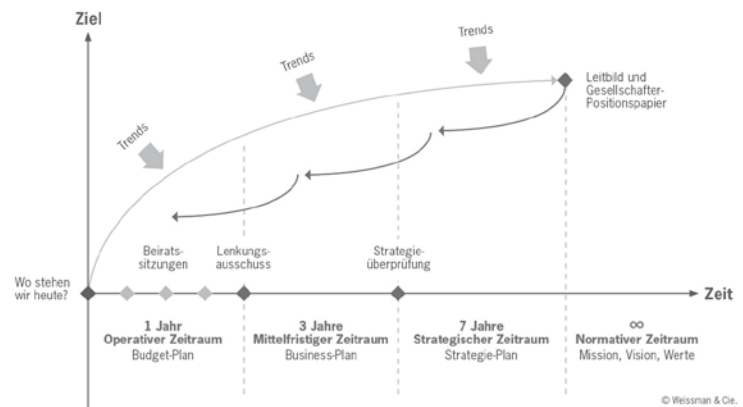 Ziel
Trends
Trends
Trends
Leitbild und
Gesellschafter-
Positionspapier
Beirats-
sitzungen
Lenkungs-
ausschuss
Strategie-
überprüfung
Wo stehen
wir heute?
Zeit
1 Jahr
Operativer Zeitraum
Budget-Plan
3 Jahre
Mittelfristiger Zeitraum
Business-Plan
7 Jahre
Strategischer Zeitraum
Strategie-Plan
∞
Normativer Zeitraum
Mission, Vision, Werte
© Weissman & Cie.